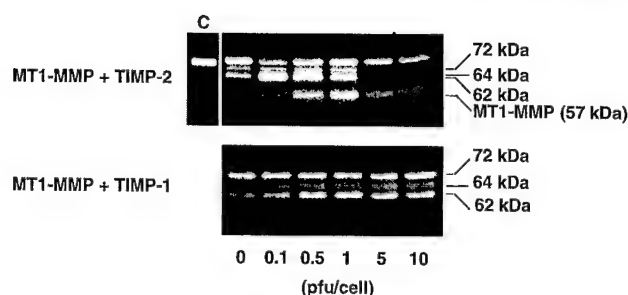 C
MT1-MMP + TIMP-2
72 kDa
64 kDa
62 kDa
MT1-MMP (57 kDa)
MT1-MMP + TIMP-1
72 kDa
64 kDa
62 kDa
0 0.1 0.5 1 5 10
(pfu/cell)